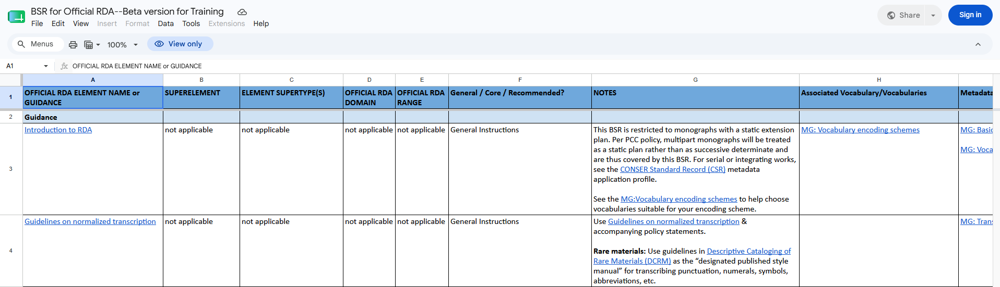 BSR for Official RDA--Beta version for Training
File Edit View Insert Format Data Tools Extensions Help
Share
Sign in
Menus
100%
View only
A1
OFFICIAL RDA ELEMENT NAME or GUIDANCE
A B C D E F G H
1
OFFICIAL RDA ELEMENT NAME or
GUIDANCE
SUPERELEMENT
ELEMENT SUPERTYPE(S)
OFFICIAL RDA
DOMAIN
OFFICIAL RDA
RANGE
General / Core / Recommended?
NOTES
Associated Vocabulary/Vocabularies
Metadata
2
Guidance
3
Introduction to RDA
not applicable
not applicable
not applicable
not applicable
General Instructions
This BSR is restricted to monographs with a static extension
plan. Per PCC policy, multipart monographs will be treated
as a static plan rather than as successive determinate and
are thus covered by this BSR. For serial or integrating works,
see the CONSER Standard Record (CSR) metadata
application profile.
See the MG:Vocabulary encoding schemes to help choose
vocabularies suitable for your encoding scheme.
MG: Vocabulary encoding schemes
MG: Basic
MG: Voca
4
Guidelines on normalized transcription
not applicable
not applicable
not applicable
not applicable
General Instructions
Use Guidelines on normalized transcription &
accompanying policy statements.
Rare materials: Use guidelines in Descriptive Cataloging of
Rare Materials (DCRM) as the “designated published style
manual” for transcribing punctuation, numerals, symbols,
abbreviations, etc.
MG: Trans